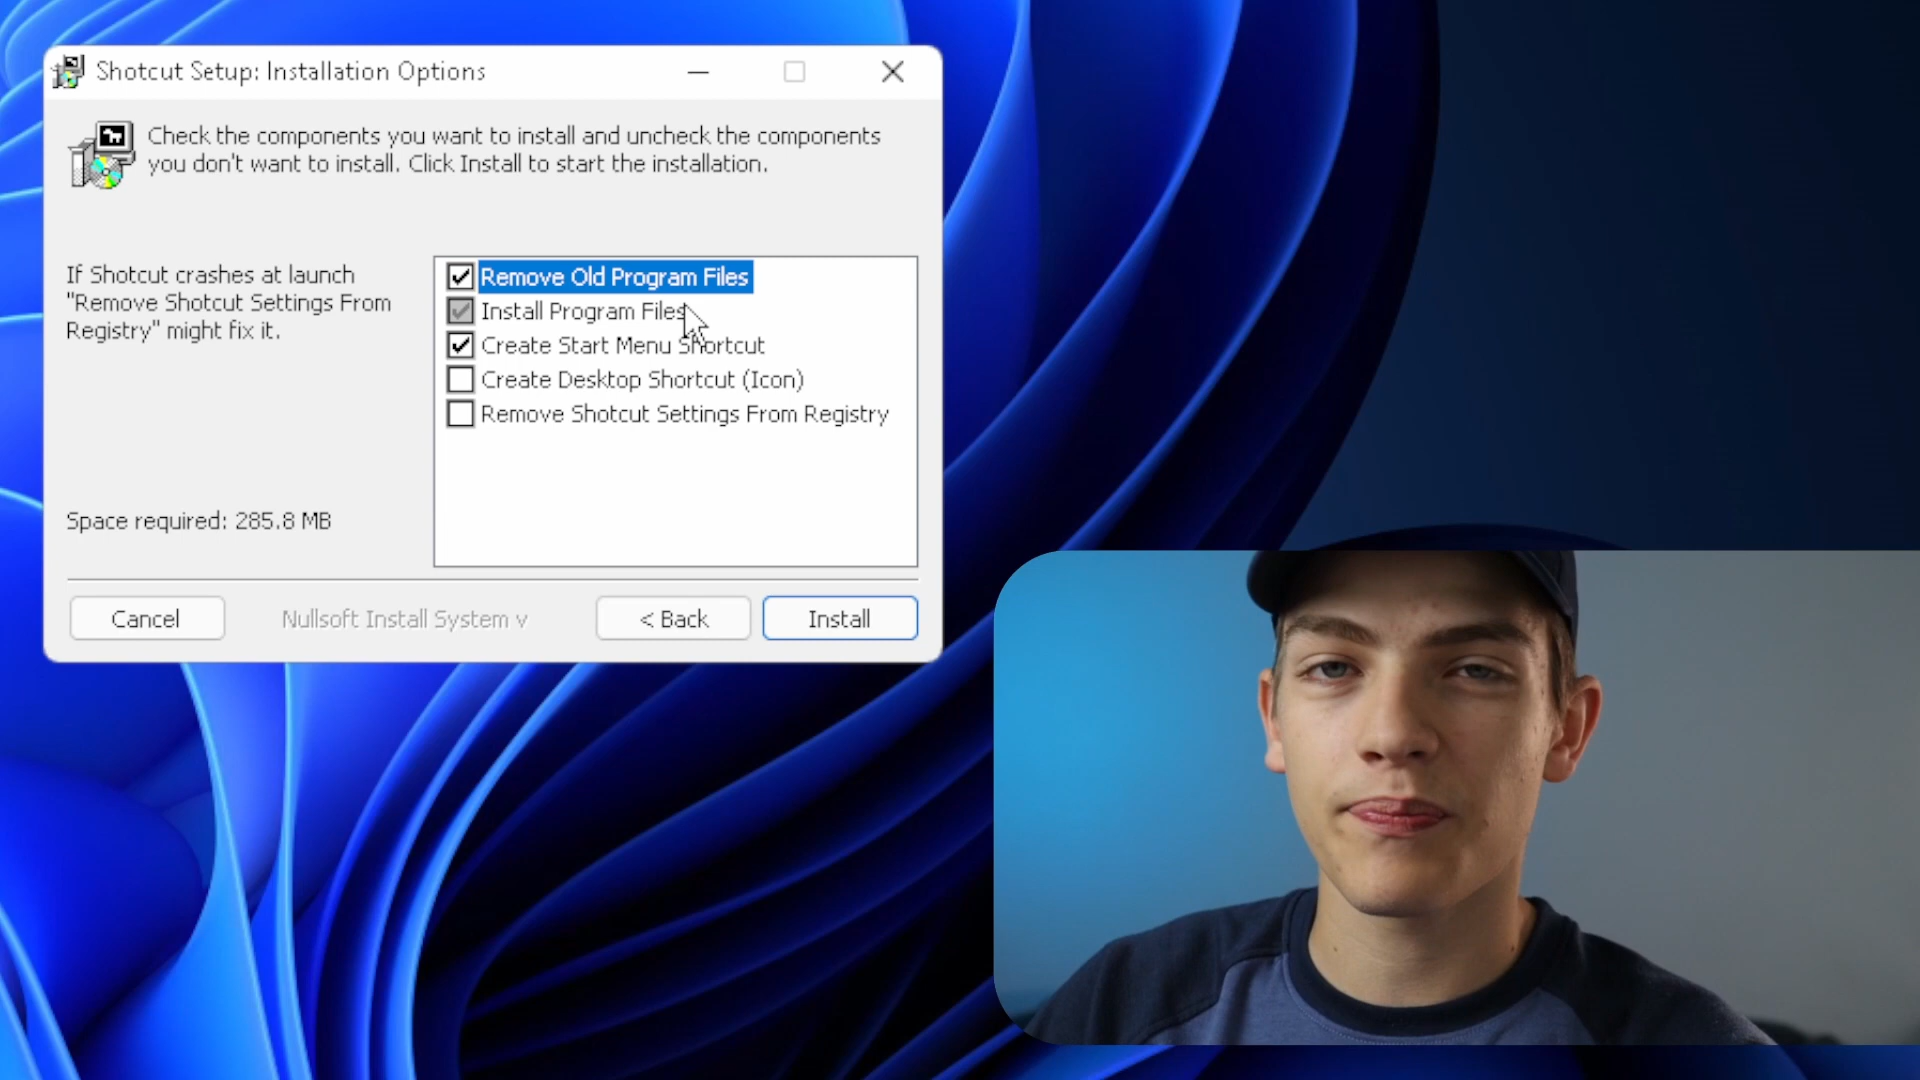 Shotcut Setup: Installation Options
Check the components you want to install and uncheck the components
you don't want to install. Click Install to start the installation.
If Shotcut crashes at launch
"Remove Shotcut Settings From
Registry" might fix it.
Remove Old Program Files
Install Program Files
Create Start Menu Shortcut
Create Desktop Shortcut (Icon)
Remove Shotcut Settings From Registry
Space required: 285.8 MB
Cancel
Nullsoft Install System v
< Back
Install